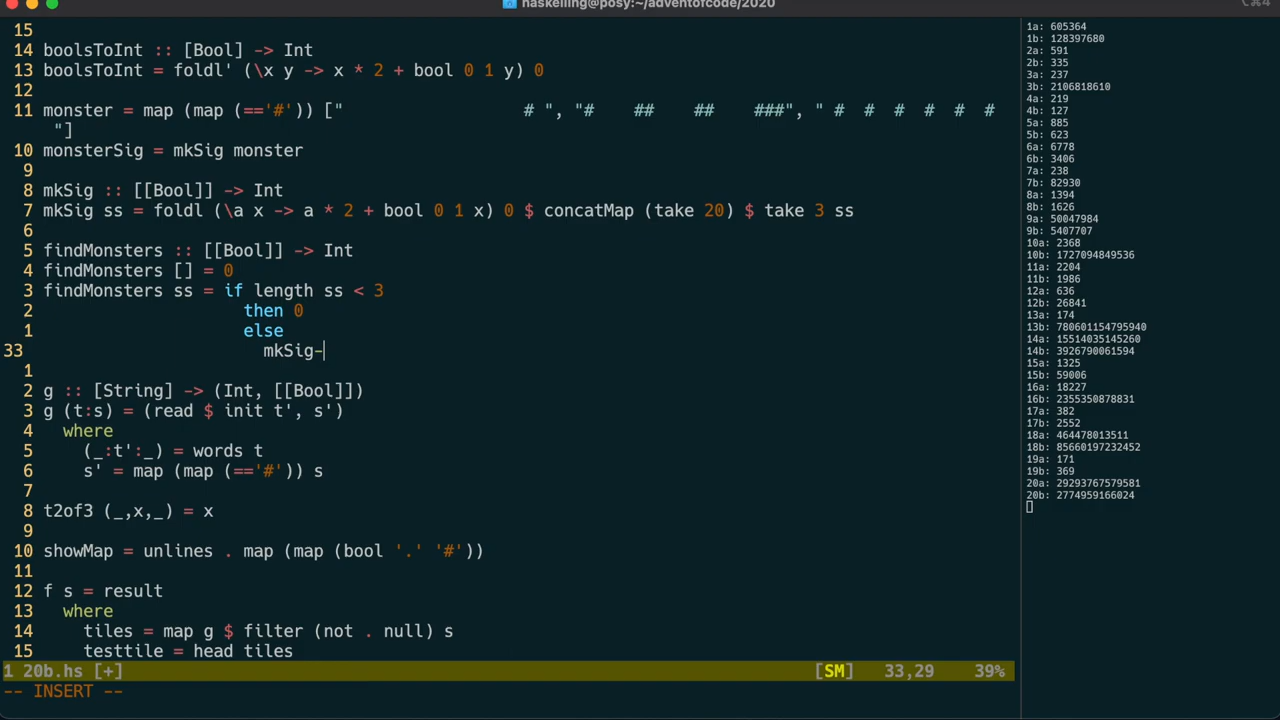 haskelling@posy:~/adventofcode/2020
⌥⌘4
15
14 boolsToInt :: [Bool] -> Int
13 boolsToInt = foldl' (\x y -> x * 2 + bool 0 1 y) 0
12
11 monster = map (map (=='#')) ["                  # ", "#    ##    ##    ###", " #  #  #  #  #  #
"]
10 monsterSig = mkSig monster
9
8 mkSig :: [[Bool]] -> Int
7 mkSig ss = foldl (\a x -> a * 2 + bool 0 1 x) 0 $ concatMap (take 20) $ take 3 ss
6
5 findMonsters :: [[Bool]] -> Int
4 findMonsters [] = 0
3 findMonsters ss = if length ss < 3
2                     then 0
1                     else
33                      mkSig-
1
2 g :: [String] -> (Int, [[Bool]])
3 g (t:s) = (read $ init t', s')
4   where
5     (_:t':_) = words t
6     s' = map (map (=='#')) s
7
8 t2of3 (_,x,_) = x
9
10 showMap = unlines . map (map (bool '.' '#'))
11
12 f s = result
13   where
14     tiles = map g $ filter (not . null) s
15     testtile = head tiles
1 20b.hs [+] [SM] 33,29 39%
-- INSERT --
1a: 605364
1b: 128397680
2a: 591
2b: 335
3a: 237
3b: 2106818610
4a: 219
4b: 127
5a: 885
5b: 623
6a: 6778
6b: 3406
7a: 238
7b: 82930
8a: 1394
8b: 1626
9a: 50047984
9b: 5407707
10a: 2368
10b: 1727094849536
11a: 2204
11b: 1986
12a: 636
12b: 26841
13a: 174
13b: 780601154795940
14a: 15514035145260
14b: 3926790061594
15a: 1325
15b: 59006
16a: 18227
16b: 2355350878831
17a: 382
17b: 2552
18a: 464478013511
18b: 85660197232452
19a: 171
19b: 369
20a: 29293767579581
20b: 2774959166024